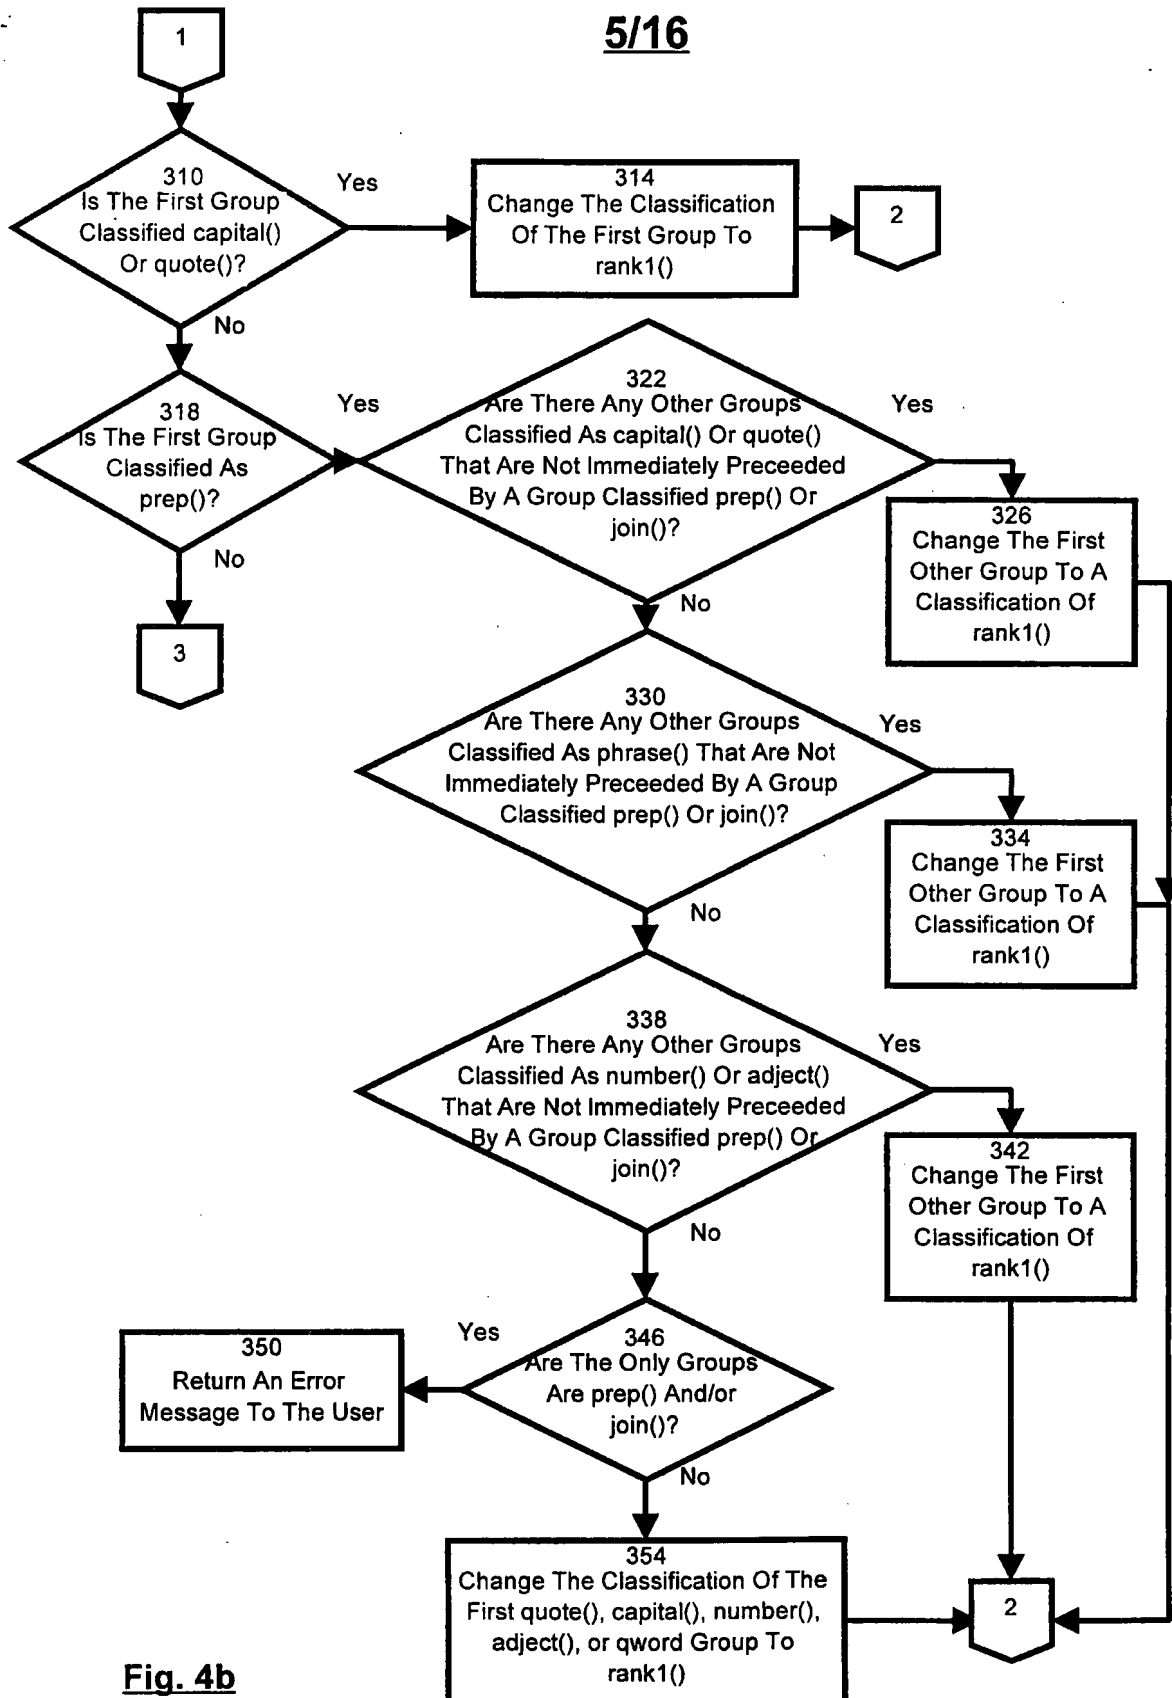 5/16
1
310
Is The First Group
Classified capital()
Or quote()?
Yes
314
Change The Classification
Of The First Group To
rank1()
2
No
318
Is The First Group
Classified As
prep()?
Yes
322
Are There Any Other Groups
Classified As capital() Or quote()
That Are Not Immediately Preceeded
By A Group Classified prep() Or
join()?
Yes
326
Change The First
Other Group To A
Classification Of
rank1()
No
3
No
330
Are There Any Other Groups
Classified As phrase() That Are Not
Immediately Preceeded By A Group
Classified prep() Or join()?
Yes
334
Change The First
Other Group To A
Classification Of
rank1()
No
338
Are There Any Other Groups
Classified As number() Or adject()
That Are Not Immediately Preceeded
By A Group Classified prep() Or
join()?
Yes
342
Change The First
Other Group To A
Classification Of
rank1()
No
346
Are The Only Groups
Are prep() And/or
join()?
Yes
350
Return An Error
Message To The User
No
354
Change The Classification Of The
First quote(), capital(), number(),
adject(), or qword Group To
rank1()
2
Fig. 4b